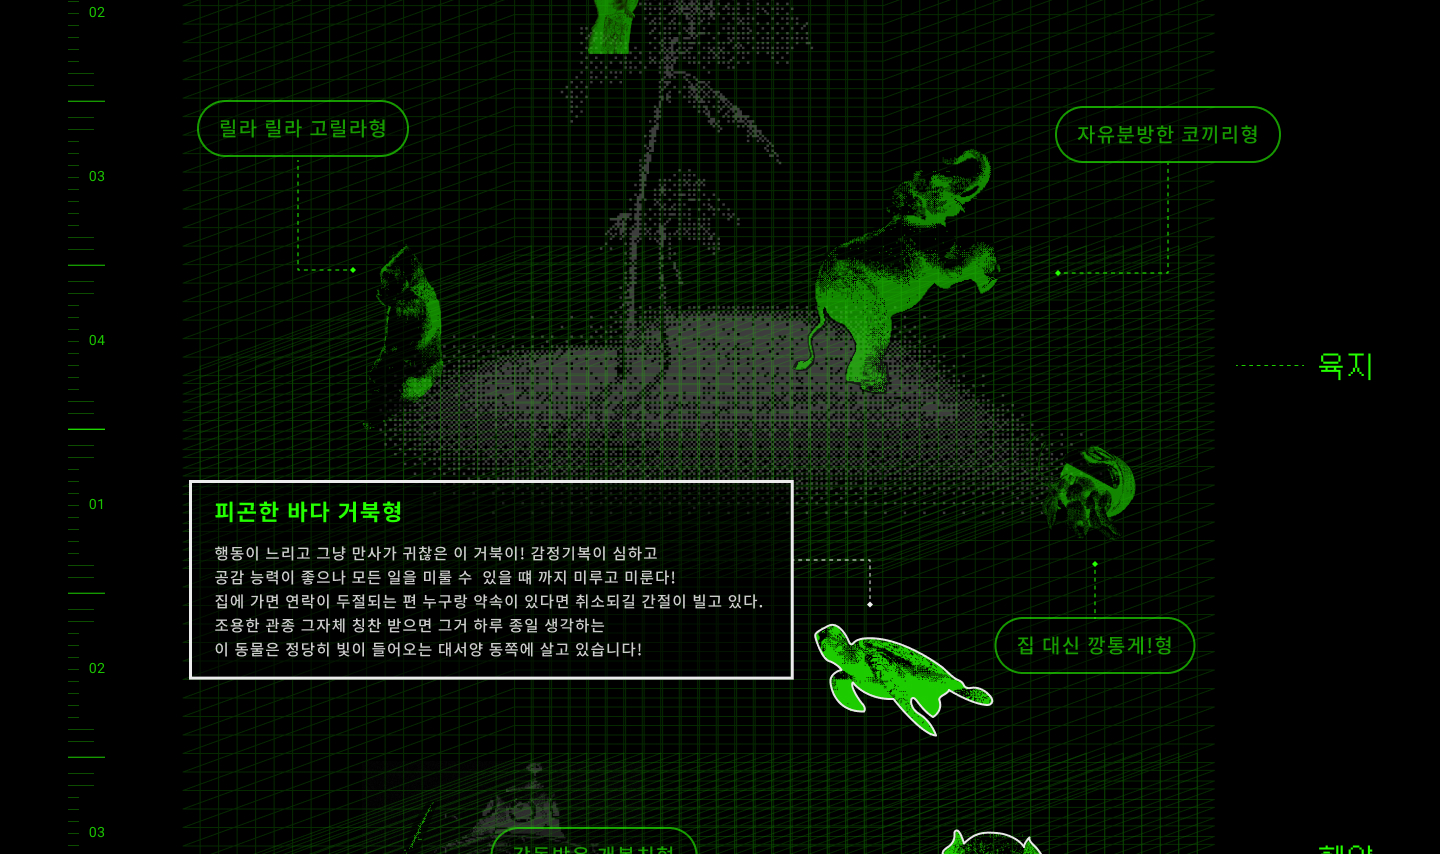 02
릴라 릴라 고릴라형
자유분방한 코끼리형
03
04
육지
01
피곤한 바다 거북형
행동이 느리고 그냥 만사가 귀찮은 이 거북이! 감정기복이 심하고
공감 능력이 좋으나 모든 일을 미룰 수 있을 떄 까지 미루고 미룬다!
집에 가면 연락이 두절되는 편 누구랑 약속이 있다면 취소되길 간절이 빌고 있다.
조용한 관종 그자체 칭찬 받으면 그거 하루 종일 생각하는
이 동물은 정당히 빛이 들어오는 대서양 동쪽에 살고 있습니다!
집 대신 깡통게!형
02
03